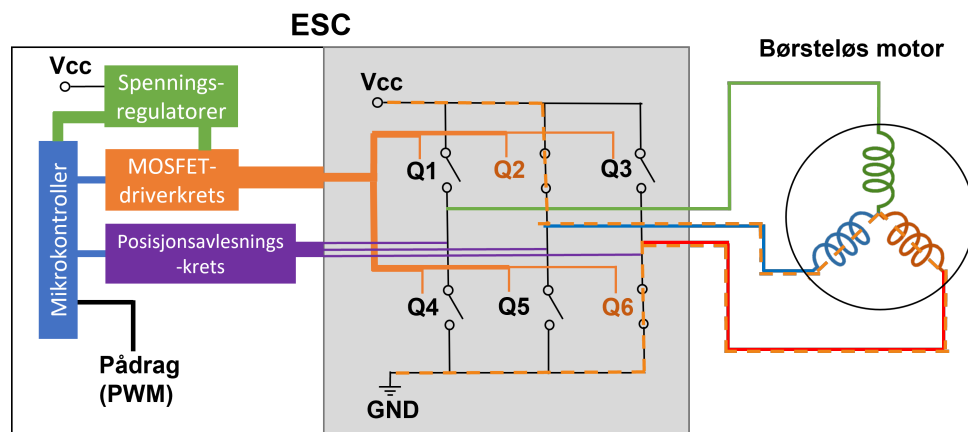 ESC
Børsteløs motor
Vcc
Spennings-
regulatorer
Vcc
Mikrokontroller
MOSFET-
driverkrets
Q1
Q2
Q3
Posisjonsavlesnings
-krets
Q4
Q5
Q6
Pådrag
(PWM)
GND